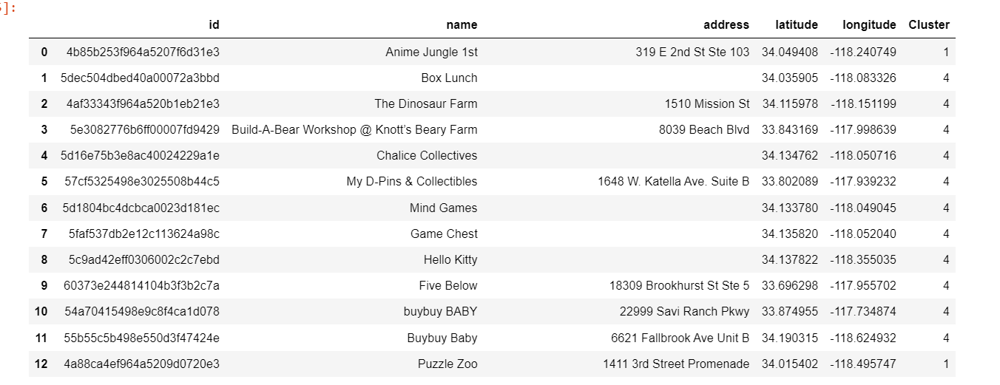 ]:
id name address latitude longitude Cluster
0 4b85b253f964a5207f6d31e3 Anime Jungle 1st 319 E 2nd St Ste 103 34.049408 -118.240749 1
1 5dec504dbed40a00072a3bbd Box Lunch 34.035905 -118.083326 4
2 4af33343f964a520b1eb21e3 The Dinosaur Farm 1510 Mission St 34.115978 -118.151199 4
3 5e3082776b6ff00007fd9429 Build-A-Bear Workshop @ Knott's Beary Farm 8039 Beach Blvd 33.843169 -117.998639 4
4 5d16e75b3e8ac40024229a1e Chalice Collectives 34.134762 -118.050716 4
5 57cf5325498e3025508b44c5 My D-Pins & Collectibles 1648 W. Katella Ave. Suite B 33.802089 -117.939232 4
6 5d1804bc4dcbca0023d181ec Mind Games 34.133780 -118.049045 4
7 5faf537db2e12c113624a98c Game Chest 34.135820 -118.052040 4
8 5c9ad42eff0306002c2c7ebd Hello Kitty 34.137822 -118.355035 4
9 60373e244814104b3f3b2c7a Five Below 18309 Brookhurst St Ste 5 33.696298 -117.955702 4
10 54a70415498e9c8f4ca1d078 buybuy BABY 22999 Savi Ranch Pkwy 33.874955 -117.734874 4
11 55b55c5b498e550d3f47424e Buybuy Baby 6621 Fallbrook Ave Unit B 34.190315 -118.624932 4
12 4a88ca4ef964a5209d0720e3 Puzzle Zoo 1411 3rd Street Promenade 34.015402 -118.495747 1